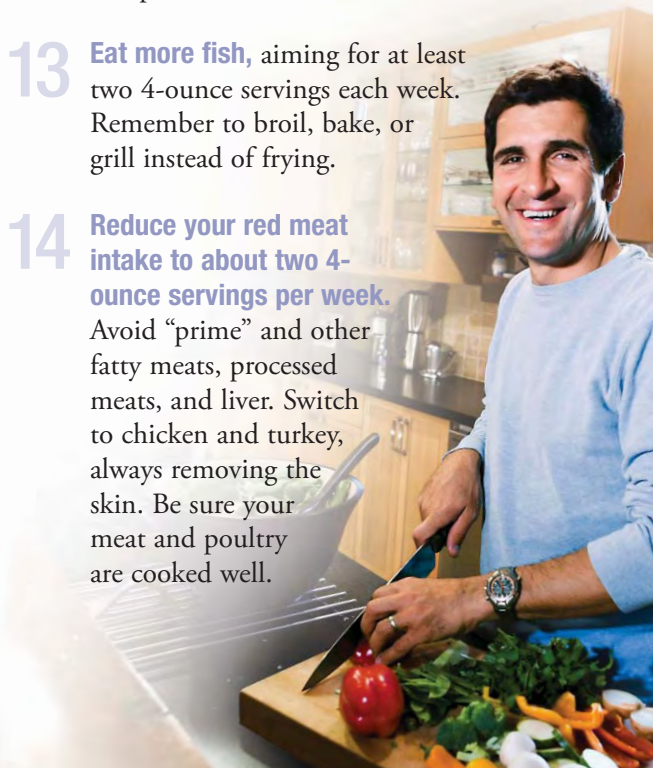 13 Eat more fish, aiming for at least
two 4-ounce servings each week.
Remember to broil, bake, or
grill instead of frying.
14 Reduce your red meat
intake to about two 4-
ounce servings per week.
Avoid “prime” and other
fatty meats, processed
meats, and liver. Switch
to chicken and turkey,
always removing the
skin. Be sure your
meat and poultry
are cooked well.